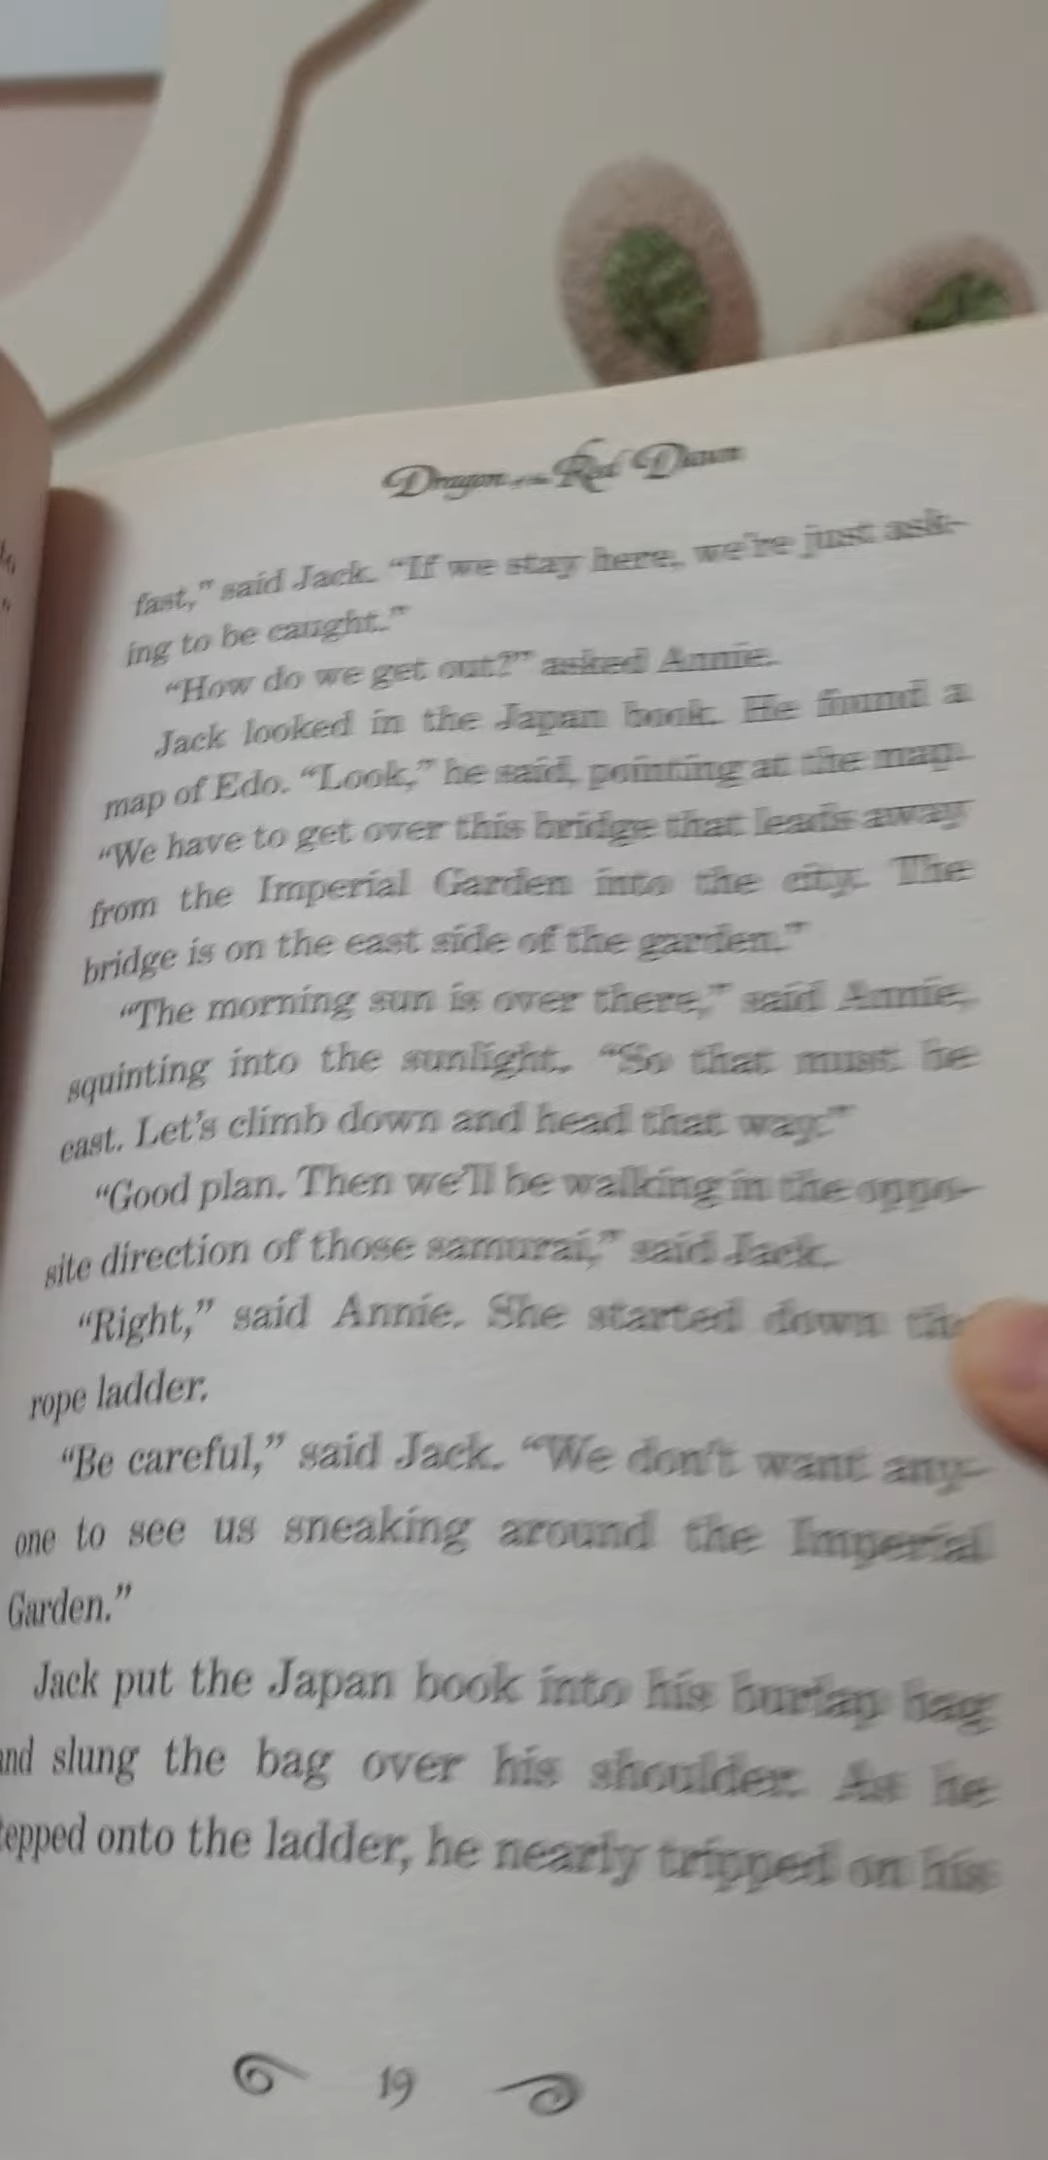 Dragon of the Red Dawn
fast,” said Jack. “If we stay here, we’re just ask-
ing to be caught.”
“How do we get out?” asked Annie.
Jack looked in the Japan book. He found a
map of Edo. “Look,” he said, pointing at the map.
“We have to get over this bridge that leads away
from the Imperial Garden into the city. The
bridge is on the east side of the garden.”
“The morning sun is over there,” said Annie,
squinting into the sunlight. “So that must be
east. Let’s climb down and head that way.”
“Good plan. Then we’ll be walking in the oppo-
site direction of those samurai,” said Jack.
“Right,” said Annie. She started down the
rope ladder.
“Be careful,” said Jack. “We don’t want any-
one to see us sneaking around the Imperial
Garden.”
Jack put the Japan book into his burlap bag
and slung the bag over his shoulder. As he
tepped onto the ladder, he nearly tripped on his
19